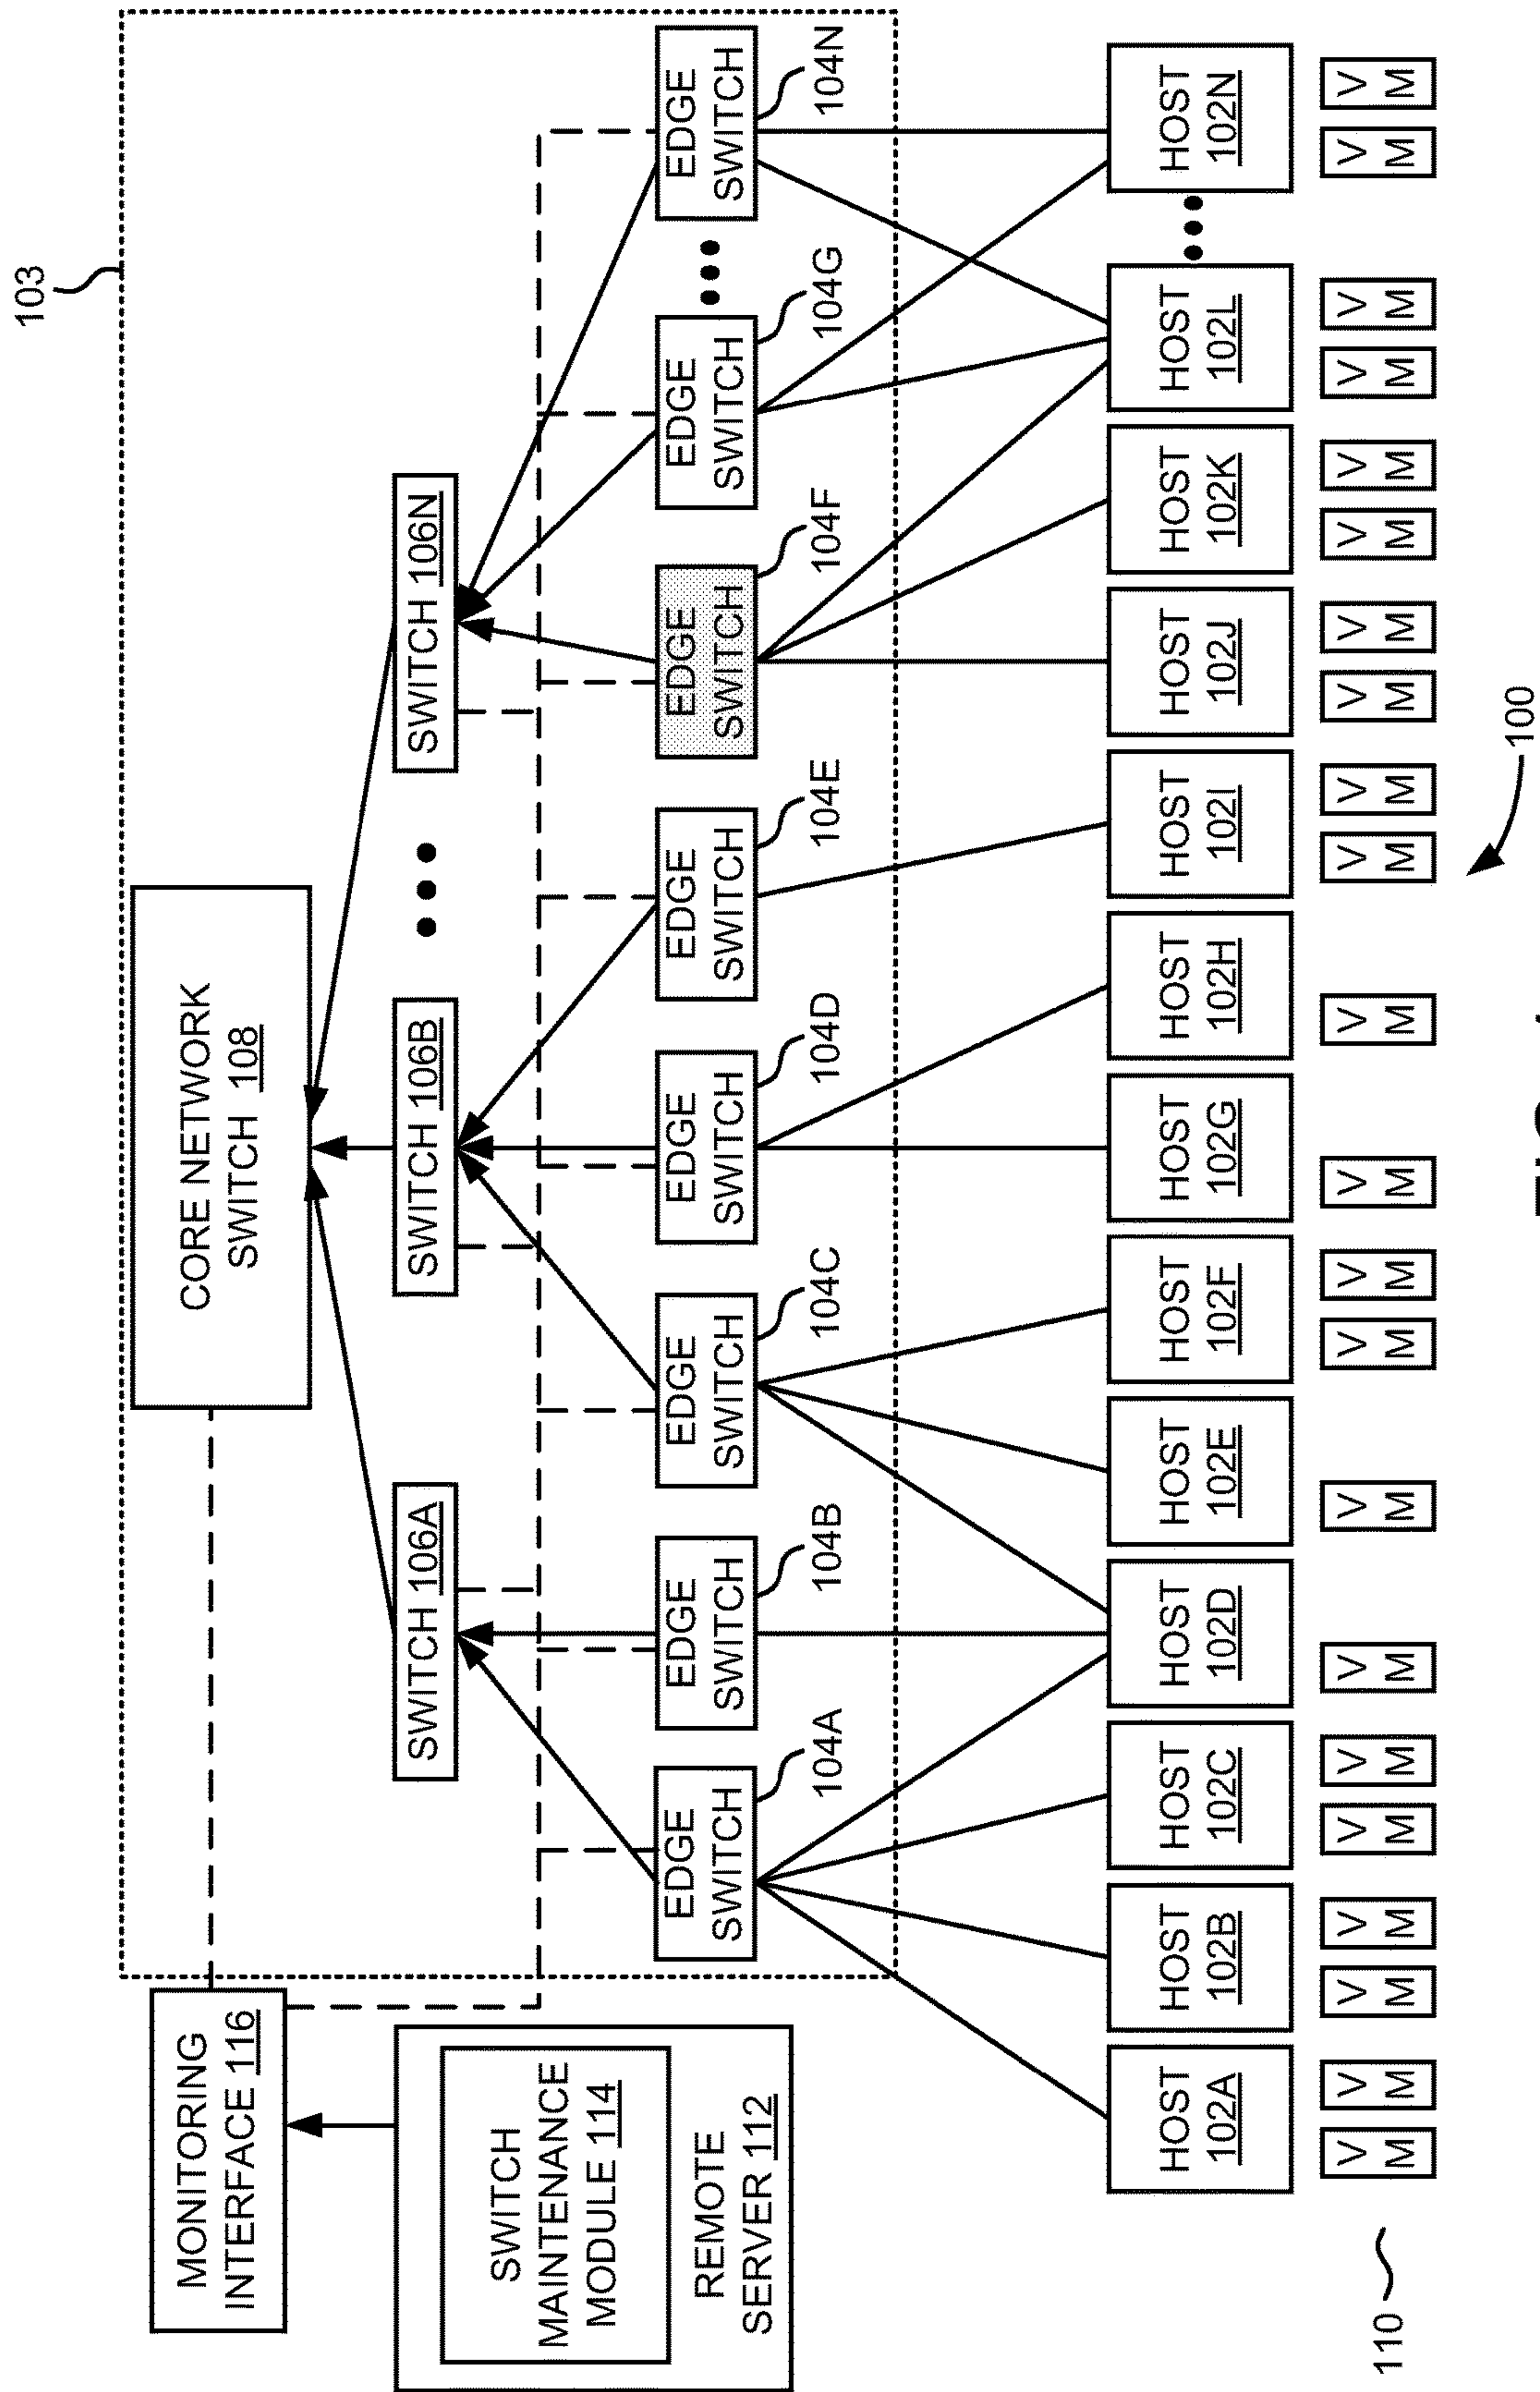 103
MONITORING
INTERFACE 116
CORE NETWORK
SWITCH 108
SWITCH 106A
SWITCH 106B
SWITCH 106N
SWITCH
MAINTENANCE
MODULE 114
REMOTE
SERVER 112
EDGE
SWITCH
104A
EDGE
SWITCH
104B
EDGE
SWITCH
104C
EDGE
SWITCH
104D
EDGE
SWITCH
104E
EDGE
SWITCH
104F
EDGE
SWITCH
104G
EDGE
SWITCH
104N
HOST
102A
HOST
102B
HOST
102C
HOST
102D
HOST
102E
HOST
102F
HOST
102G
HOST
102H
HOST
102I
HOST
102J
HOST
102K
HOST
102L
HOST
102N
110
V
M
V
M
V
M
V
M
V
M
V
M
V
M
V
M
V
M
V
M
V
M
V
M
V
M
V
M
V
M
V
M
V
M
V
M
V
M
V
M
V
M
V
M
100